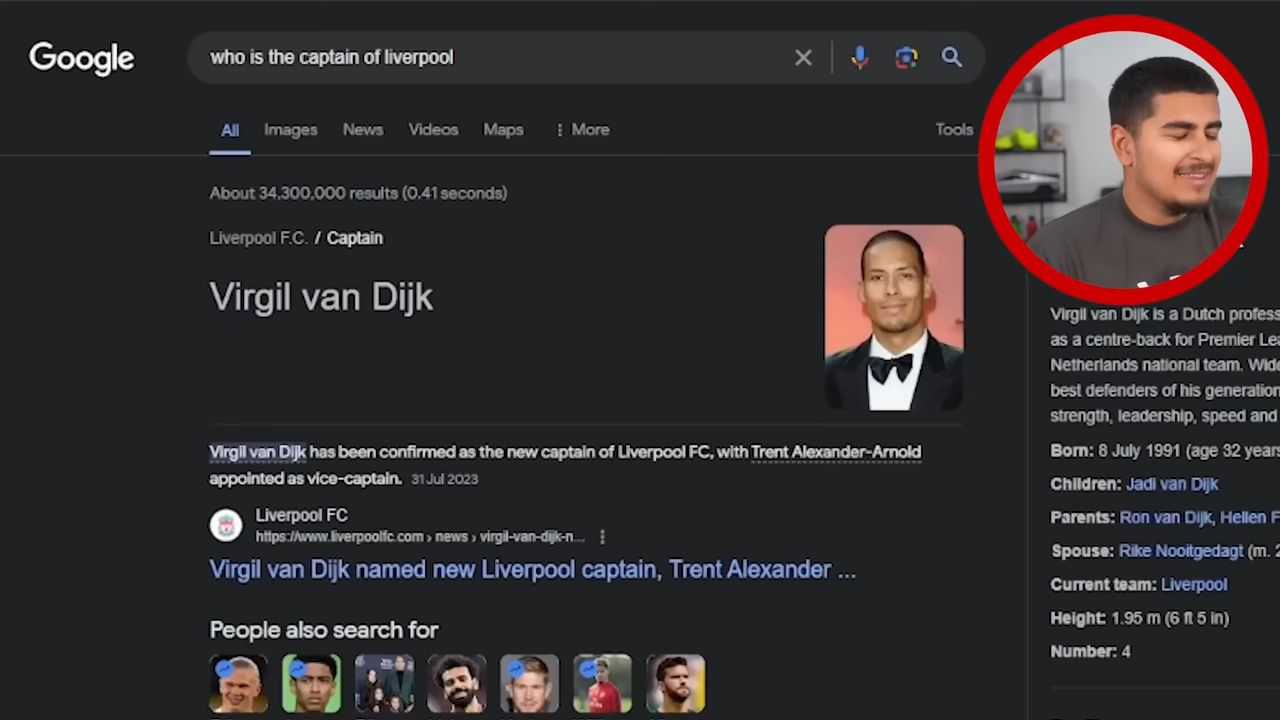 Google
who is the captain of liverpool
All Images News Videos Maps More Tools
About 34,300,000 results (0.41 seconds)
Liverpool F.C. / Captain
Virgil van Dijk
Virgil van Dijk has been confirmed as the new captain of Liverpool FC, with Trent Alexander-Arnold
appointed as vice-captain. 31 Jul 2023
Liverpool FC
https://www.liverpoolfc.com › news › virgil-van-dijk-n...
Virgil van Dijk named new Liverpool captain, Trent Alexander ...
People also search for
Virgil van Dijk is a Dutch profess
as a centre-back for Premier Lea
Netherlands national team. Wide
best defenders of his generation
strength, leadership, speed and
Born: 8 July 1991 (age 32 years
Children: Jadi van Dijk
Parents: Ron van Dijk, Hellen F
Spouse: Rike Nooitgedagt (m. 2
Current team: Liverpool
Height: 1.95 m (6 ft 5 in)
Number: 4